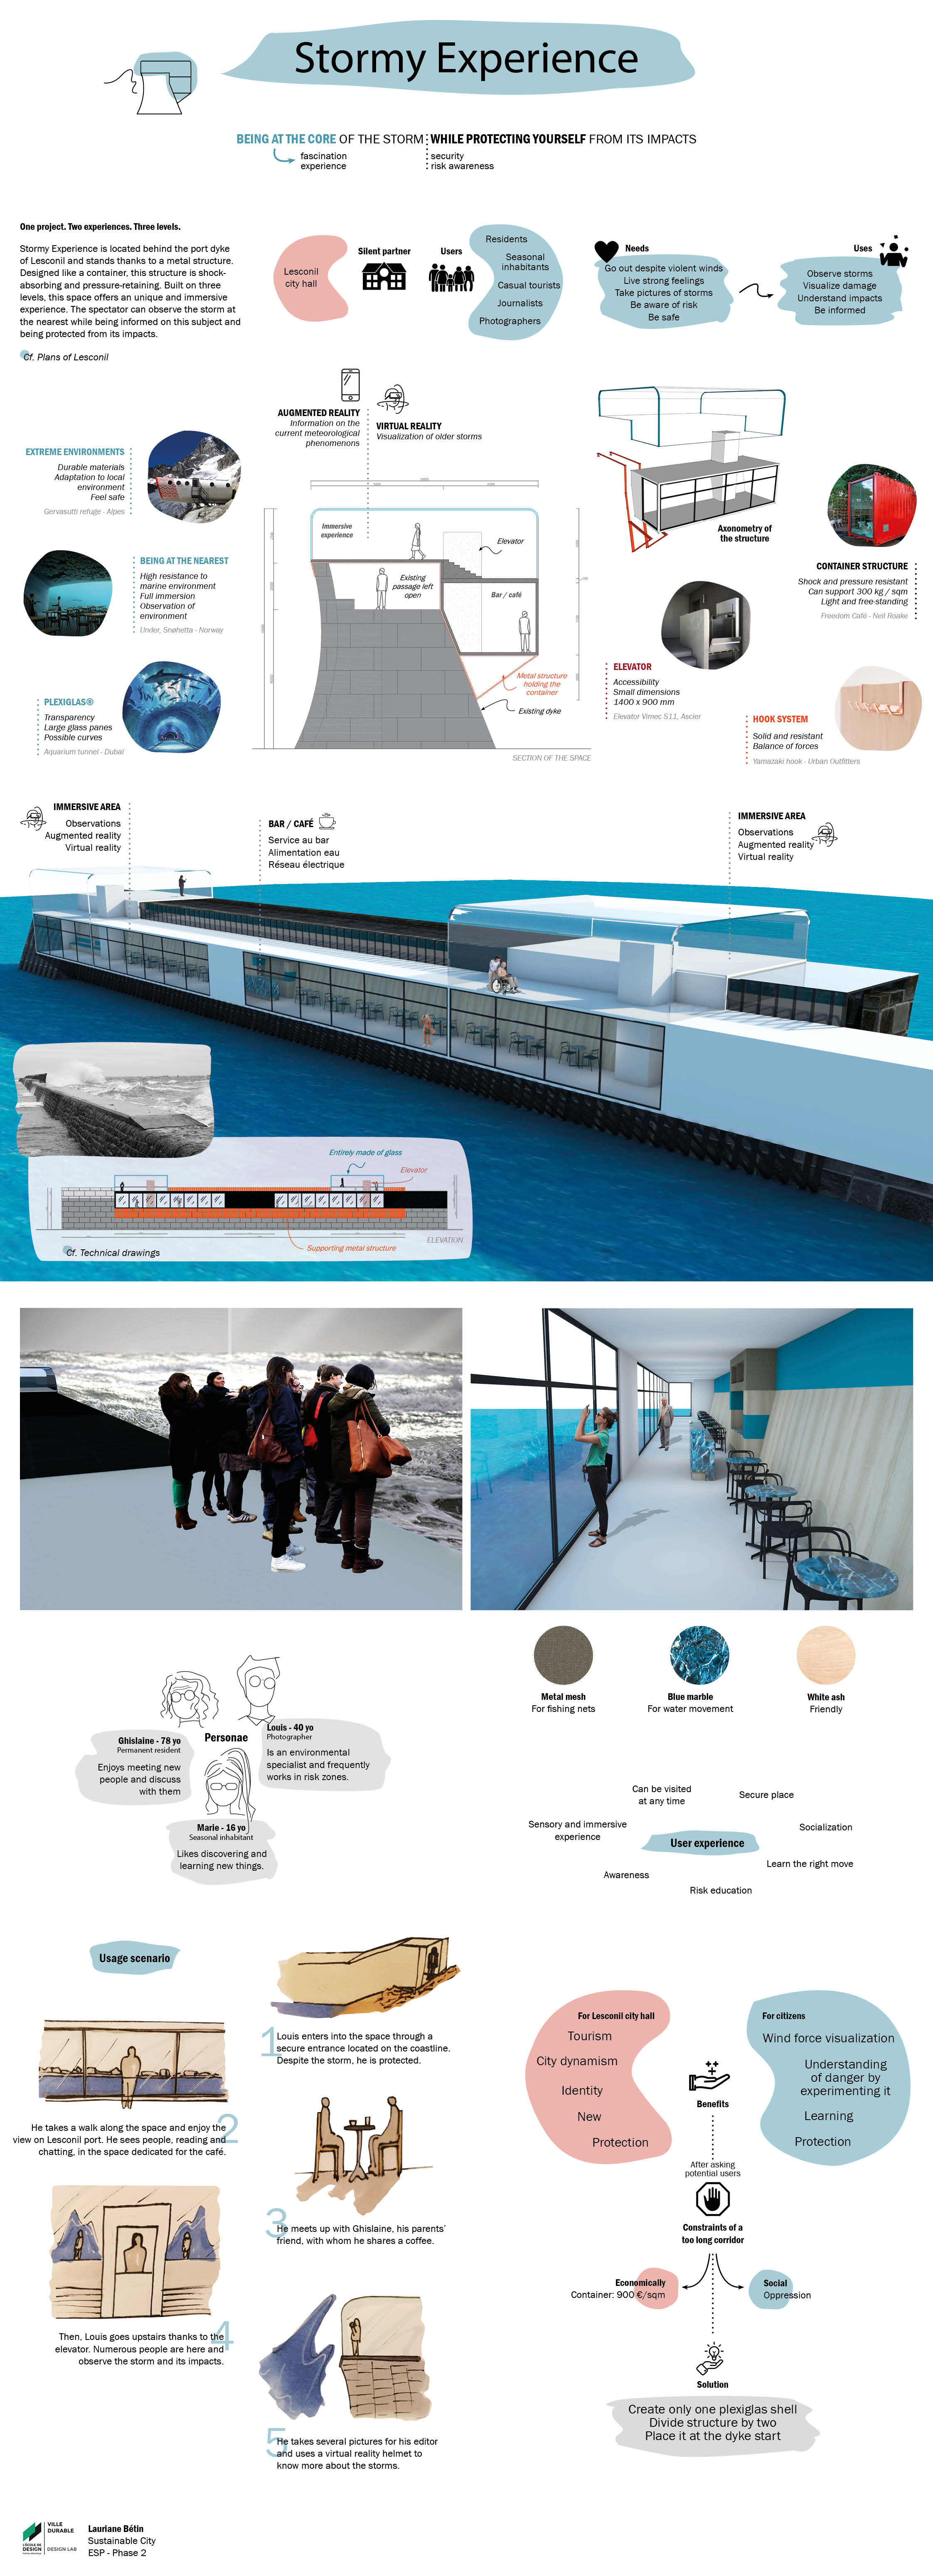 Stormy Experience
BEING AT THE CORE OF THE STORM WHILE PROTECTING YOURSELF FROM ITS IMPACTS
fascination
experience
security
risk awareness
One project. Two experiences. Three levels.
Stormy Experience is located behind the port dyke
of Lesconil and stands thanks to a metal structure.
Designed like a container, this structure is shock-
absorbing and pressure-retaining. Built on three
levels, this space offers an unique and immersive
experience. The spectator can observe the storm at
the nearest while being informed on this subject and
being protected from its impacts.
Cf. Plans of Lesconil
Lesconil
city hall
Silent partner
Users
Residents
Seasonal
inhabitants
Casual tourists
Journalists
Photographers
Needs
Go out despite violent winds
Live strong feelings
Take pictures of storms
Be aware of risk
Be safe
Uses
Observe storms
Visualize damage
Understand impacts
Be informed
EXTREME ENVIRONMENTS
Durable materials
Adaptation to local
environment
Feel safe
Gervasutti refuge - Alpes
BEING AT THE NEAREST
High resistance to
marine environment
Full immersion
Observation of
environment
Under, Snøhetta - Norway
PLEXIGLAS®
Transparency
Large glass panes
Possible curves
Aquarium tunnel - Dubaï
AUGMENTED REALITY
Information on the
current meteorological
phenomenons
VIRTUAL REALITY
Visualization of older storms
Immersive
experience
Elevator
Existing
passage left
open
Bar / café
Metal structure
holding the
container
Existing dyke
SECTION OF THE SPACE
Axonometry of
the structure
CONTAINER STRUCTURE
Shock and pressure resistant
Can support 300 kg / sqm
Light and free-standing
Freedom Café - Neil Roake
ELEVATOR
Accessibility
Small dimensions
1400 x 900 mm
Elevator Vimec S11, Ascier
HOOK SYSTEM
Solid and resistant
Balance of forces
Yamazaki hook - Urban Outfitters
IMMERSIVE AREA
Observations
Augmented reality
Virtual reality
BAR / CAFÉ
Service au bar
Alimentation eau
Réseau électrique
IMMERSIVE AREA
Observations
Augmented reality
Virtual reality
Entirely made of glass
Elevator
ELEVATION
Supporting metal structure
Cf. Technical drawings
Metal mesh
For fishing nets
Blue marble
For water movement
White ash
Friendly
Personae
Ghislaine - 78 yo
Permanent resident
Enjoys meeting new
people and discuss
with them
Louis - 40 yo
Photographer
Is an environmental
specialist and frequently
works in risk zones.
Marie - 16 yo
Seasonal inhabitant
Likes discovering and
learning new things.
User experience
Can be visited
at any time
Secure place
Sensory and immersive
experience
Socialization
Learn the right move
Awareness
Risk education
Usage scenario
1
Louis enters into the space through a
secure entrance located on the coastline.
Despite the storm, he is protected.
2
He takes a walk along the space and enjoy the
view on Lesconil port. He sees people, reading and
chatting, in the space dedicated for the café.
3
He meets up with Ghislaine, his parents'
friend, with whom he shares a coffee.
4
Then, Louis goes upstairs thanks to the
elevator. Numerous people are here and
observe the storm and its impacts.
5
He takes several pictures for his editor
and uses a virtual reality helmet to
know more about the storms.
For Lesconil city hall
Tourism
City dynamism
Identity
New
Protection
For citizens
Wind force visualization
Understanding
of danger by
experimenting it
Learning
Protection
Benefits
After asking
potential users
Constraints of a
too long corridor
Economically
Container: 900 €/sqm
Social
Oppression
Solution
Create only one plexiglas shell
Divide structure by two
Place it at the dyke start
VILLE
DURABLE
L'ÉCOLE DE
DESIGN
DESIGN LAB
Lauriane Bétin
Sustainable City
ESP - Phase 2